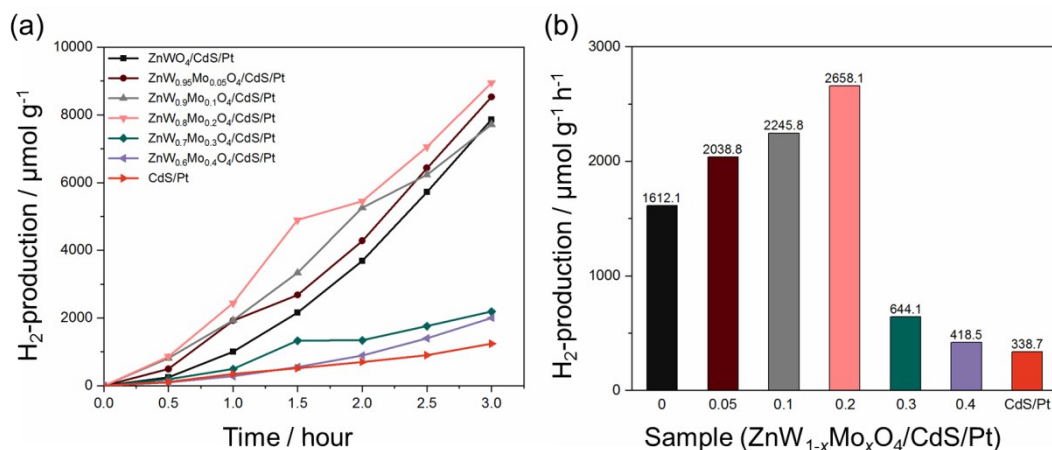 (a)
H₂-production / μmol g⁻¹
10000
8000
6000
4000
2000
0
ZnWO₄/CdS/Pt
ZnW₀.₉₅Mo₀.₀₅O₄/CdS/Pt
ZnW₀.₉Mo₀.₁O₄/CdS/Pt
ZnW₀.₈Mo₀.₂O₄/CdS/Pt
ZnW₀.₇Mo₀.₃O₄/CdS/Pt
ZnW₀.₆Mo₀.₄O₄/CdS/Pt
CdS/Pt
0.0 0.5 1.0 1.5 2.0 2.5 3.0
Time / hour
(b)
H₂-production / μmol g⁻¹ h⁻¹
3000
2000
1000
0
1612.1
2038.8
2245.8
2658.1
644.1
418.5
338.7
0 0.05 0.1 0.2 0.3 0.4 CdS/Pt
Sample (ZnW₁₋ₓMoₓO₄/CdS/Pt)